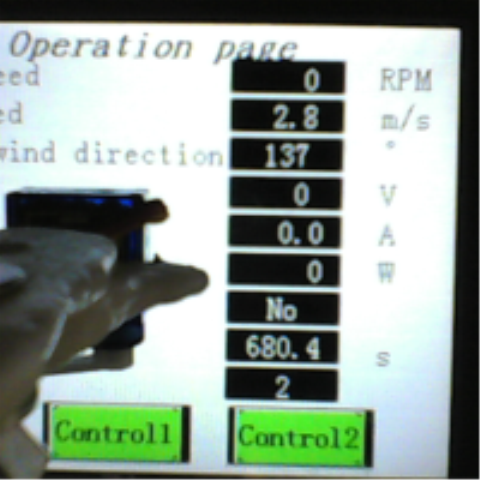 Operation page
eed 0 RPM
ed 2.8 m/s
wind direction 137 °
0 V
0.0 A
0 W
No
680.4 s
2
Control1 Control2